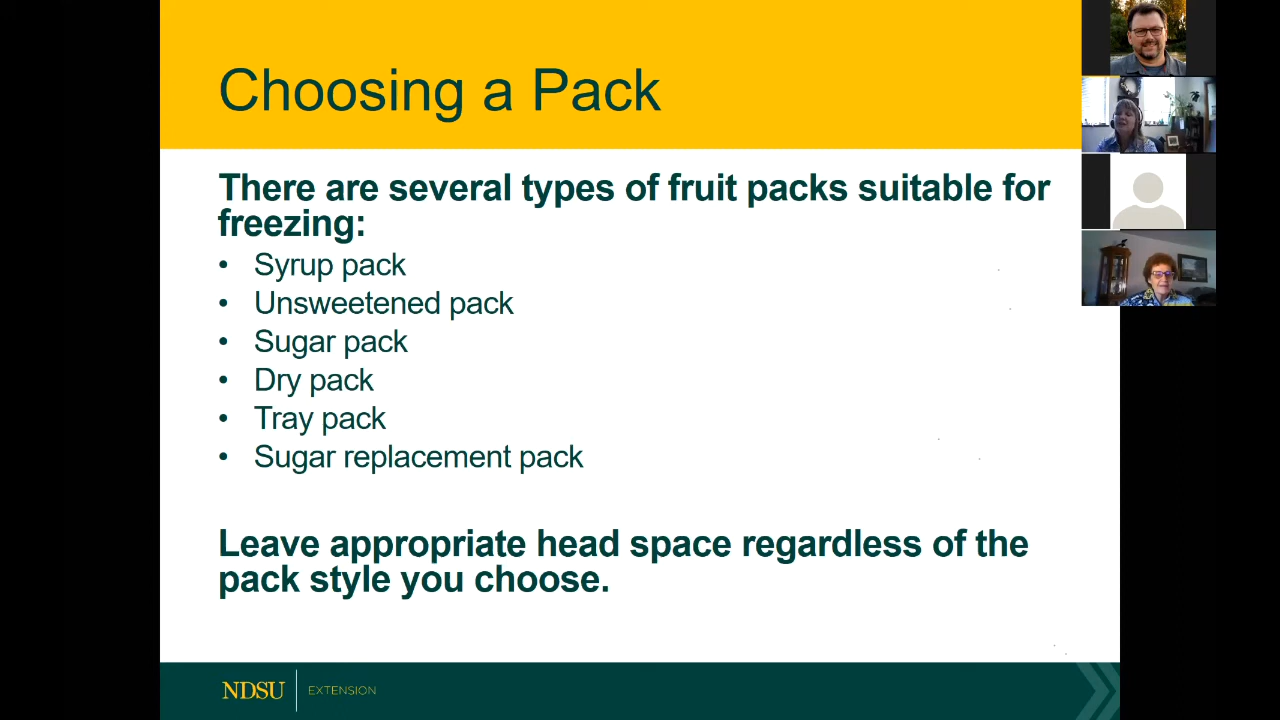 Choosing a Pack
There are several types of fruit packs suitable for
freezing:
• Syrup pack
• Unsweetened pack
• Sugar pack
• Dry pack
• Tray pack
• Sugar replacement pack
Leave appropriate head space regardless of the
pack style you choose.
NDSU EXTENSION